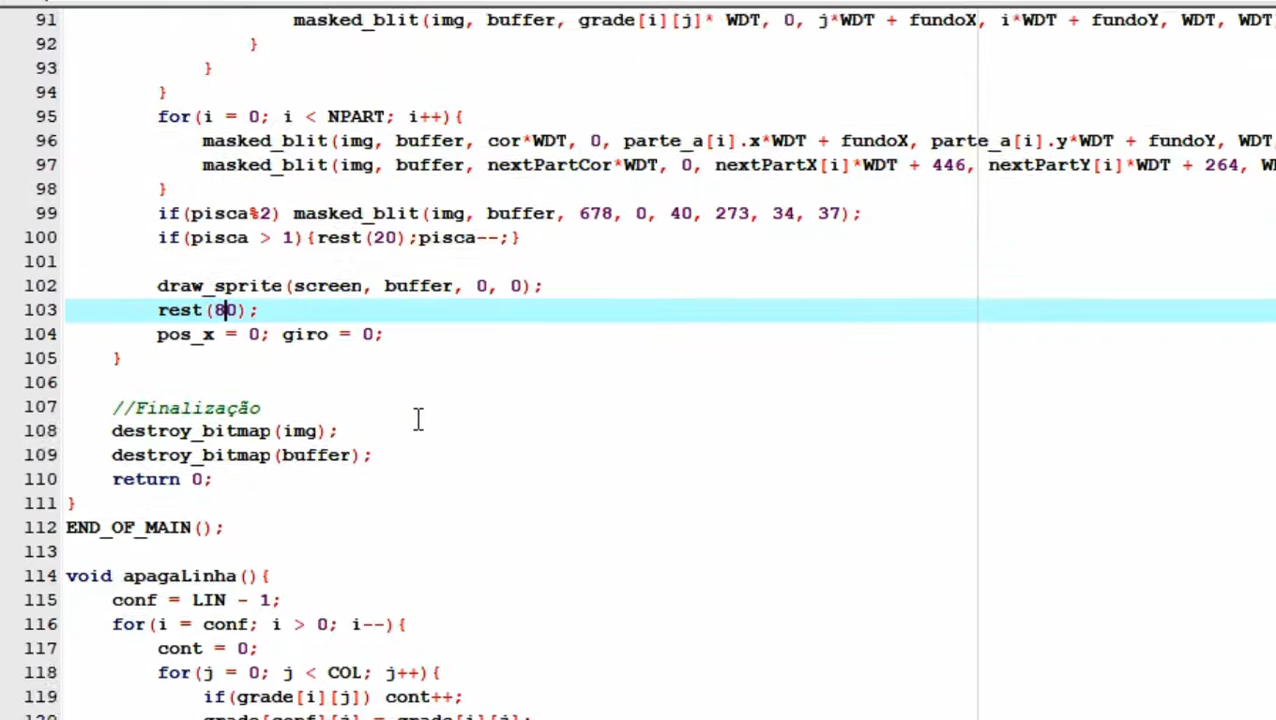 91 masked_blit(img, buffer, grade[i][j]* WDT, 0, j*WDT + fundoX, i*WDT + fundoY, WDT, WDT
92 }
93 }
94 }
95 for(i = 0; i < NPART; i++){
96 masked_blit(img, buffer, cor*WDT, 0, parte_a[i].x*WDT + fundoX, parte_a[i].y*WDT + fundoY, WDT
97 masked_blit(img, buffer, nextPartCor*WDT, 0, nextPartX[i]*WDT + 446, nextPartY[i]*WDT + 264, W
98 }
99 if(pisca%2) masked_blit(img, buffer, 678, 0, 40, 273, 34, 37);
100 if(pisca > 1){rest(20);pisca--;}
101
102 draw_sprite(screen, buffer, 0, 0);
103 rest(80);
104 pos_x = 0; giro = 0;
105 }
106
107 //Finalização
108 destroy_bitmap(img);
109 destroy_bitmap(buffer);
110 return 0;
111 }
112 END_OF_MAIN();
113
114 void apagaLinha(){
115 conf = LIN - 1;
116 for(i = conf; i > 0; i--){
117 cont = 0;
118 for(j = 0; j < COL; j++){
119 if(grade[i][j]) cont++;
120 grade[conf][j] = grade[i][j];